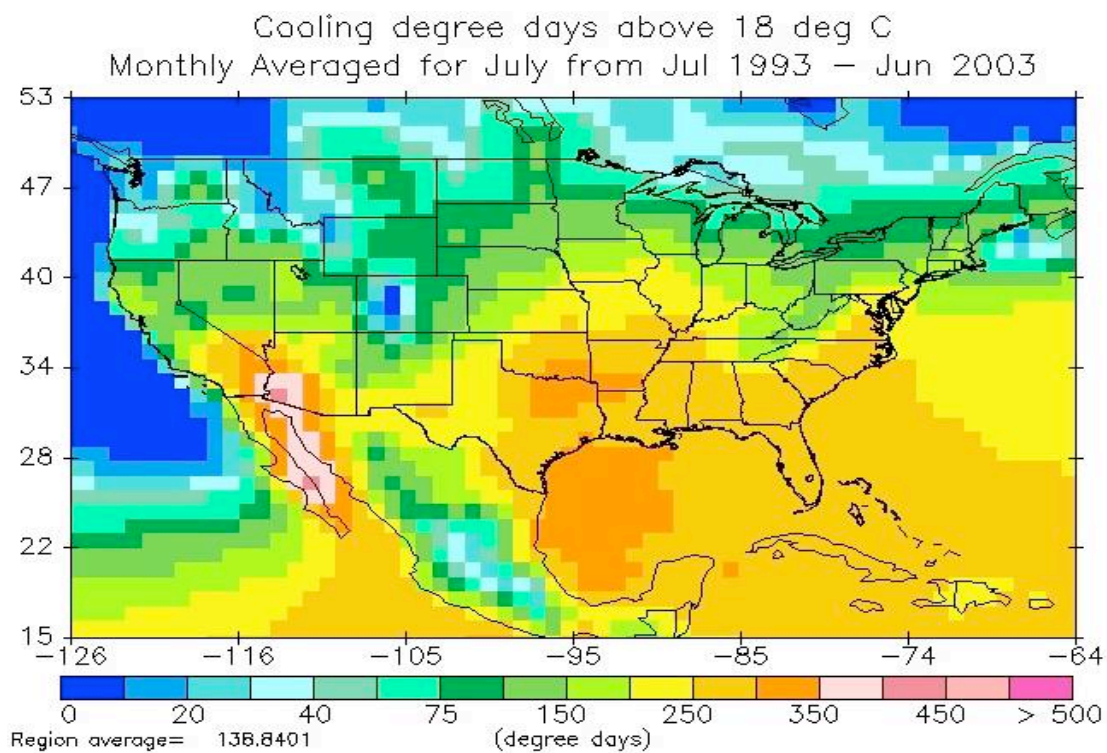 Cooling degree days above 18 deg C
Monthly Averaged for July from Jul 1993 – Jun 2003
53
47
40
34
28
22
15
-126 -116 -105 -95 -85 -74 -64
0 20 40 75 150 250 350 450 > 500
Region average= 138.8401 (degree days)